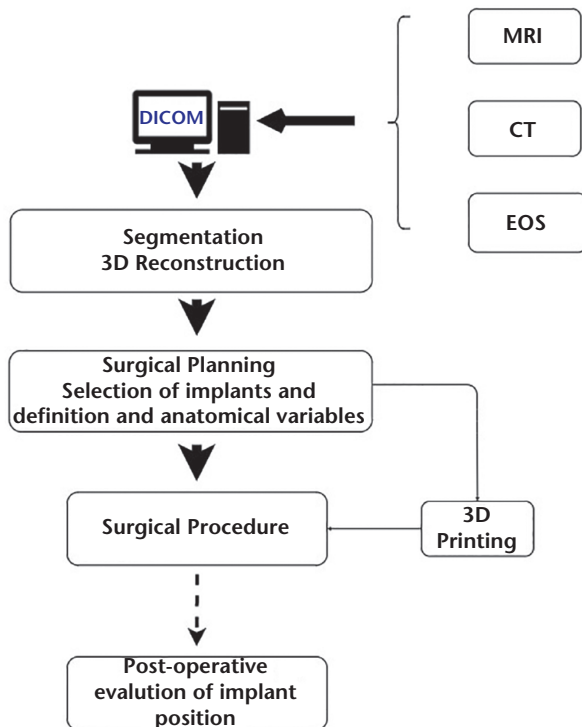 MRI
DICOM
CT
EOS
Segmentation
3D Reconstruction
Surgical Planning
Selection of implants and
definition and anatomical variables
Surgical Procedure
3D
Printing
Post-operative
evalution of implant
position